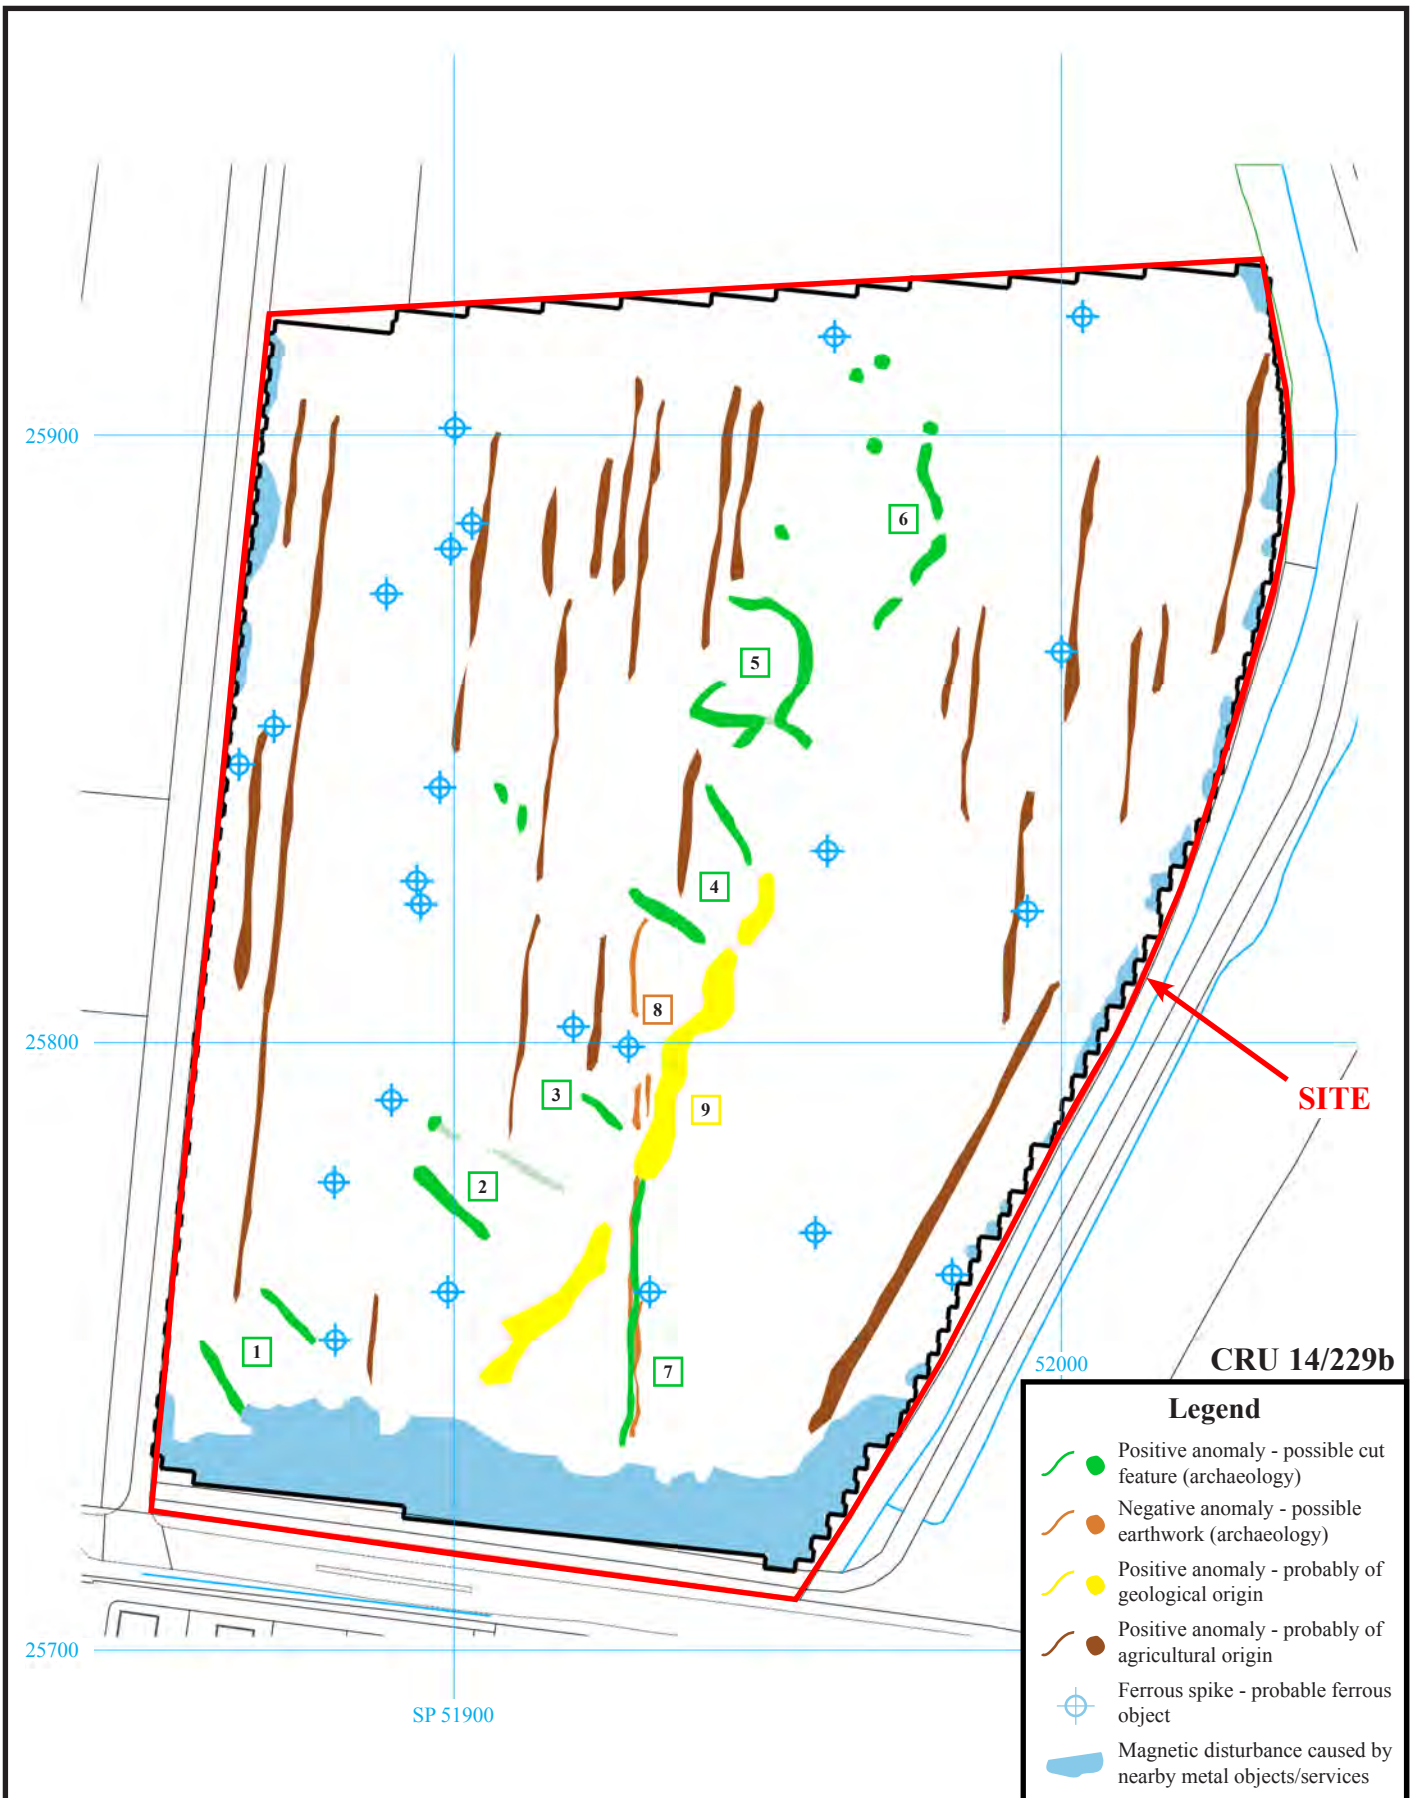 25900
6
5
4
8
25800
3
9
SITE
2
1
7
52000
CRU 14/229b
25700
SP 51900
Legend
Positive anomaly - possible cut
feature (archaeology)
Negative anomaly - possible
earthwork (archaeology)
Positive anomaly - probably of
geological origin
Positive anomaly - probably of
agricultural origin
Ferrous spike - probable ferrous
object
Magnetic disturbance caused by
nearby metal objects/services